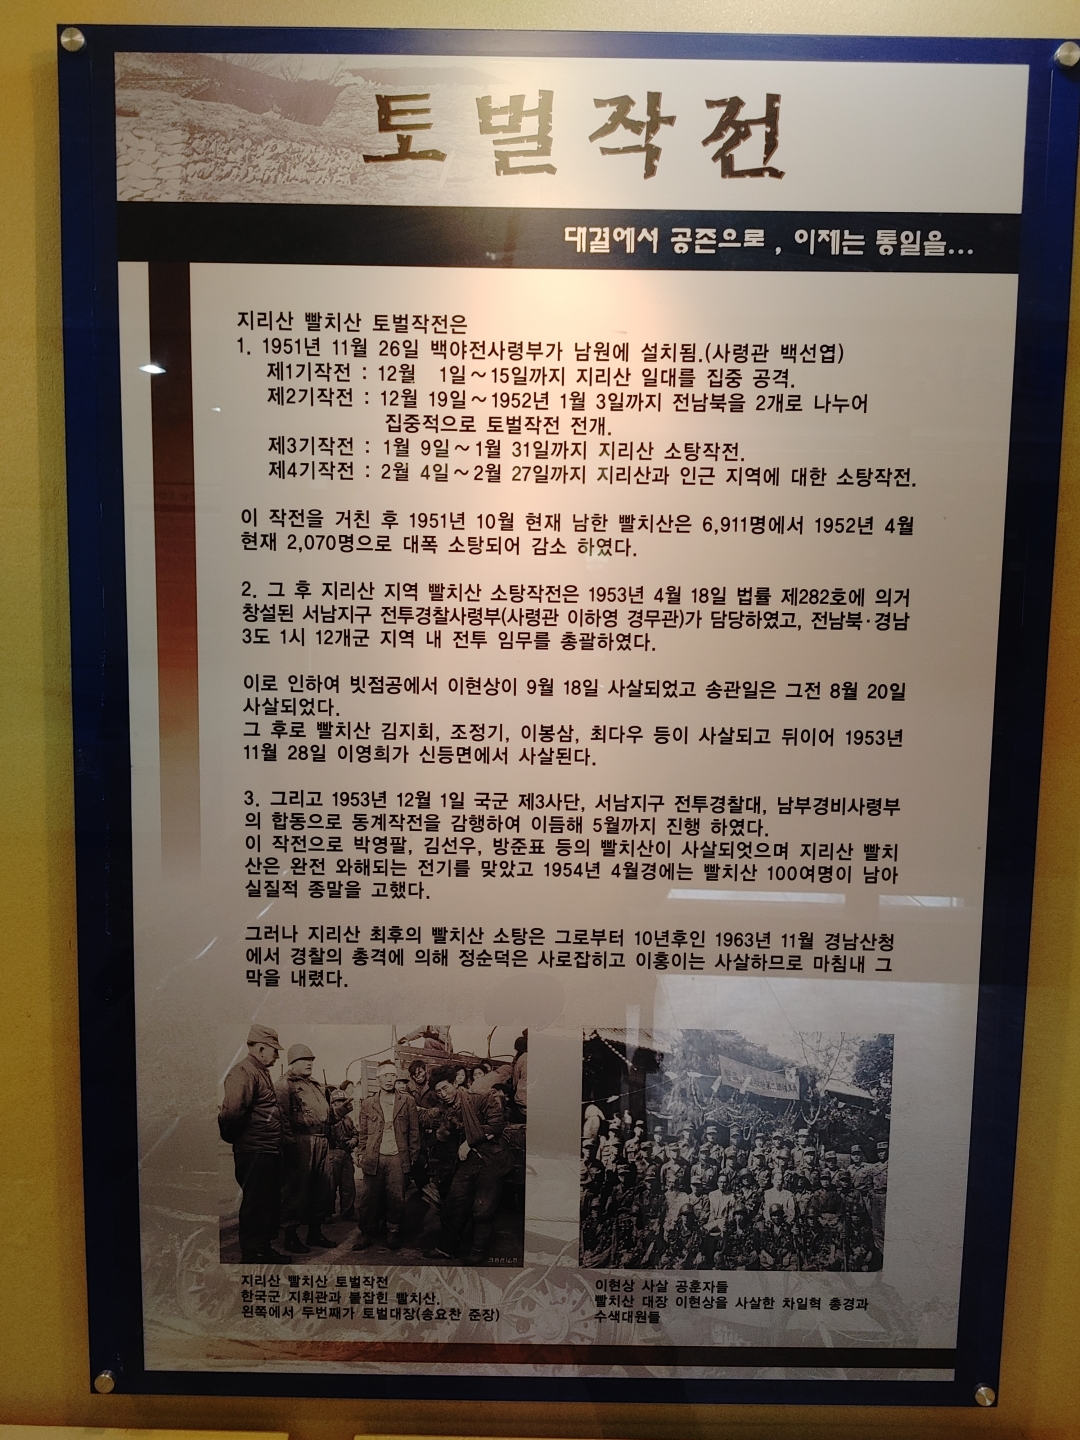 토벌작전
대결에서 공존으로, 이제는 통일을...
지리산 빨치산 토벌작전은
1. 1951년 11월 26일 백야전사령부가 남원에 설치됨.(사령관 백선엽)
제1기작전 : 12월 1일~15일까지 지리산 일대를 집중 공격.
제2기작전 : 12월 19일~1952년 1월 3일까지 전남북을 2개로 나누어
집중적으로 토벌작전 전개.
제3기작전 : 1월 9일~1월 31일까지 지리산 소탕작전.
제4기작전 : 2월 4일~2월 27일까지 지리산과 인근 지역에 대한 소탕작전.
이 작전을 거친 후 1951년 10월 현재 남한 빨치산은 6,911명에서 1952년 4월
현재 2,070명으로 대폭 소탕되어 감소 하였다.
2. 그 후 지리산 지역 빨치산 소탕작전은 1953년 4월 18일 법률 제282호에 의거
창설된 서남지구 전투경찰사령부(사령관 이하영 경무관)가 담당하였고, 전남북·경남
3도 1시 12개군 지역 내 전투 임무를 총괄하였다.
이로 인하여 빗점공에서 이현상이 9월 18일 사살되었고 송관일은 그전 8월 20일
사살되었다.
그 후로 빨치산 김지회, 조정기, 이봉삼, 최다우 등이 사살되고 뒤이어 1953년
11월 28일 이영희가 신등면에서 사살된다.
3. 그리고 1953년 12월 1일 국군 제3사단, 서남지구 전투경찰대, 남부경비사령부
의 합동으로 동계작전을 감행하여 이듬해 5월까지 진행 하였다.
이 작전으로 박영팔, 김선우, 방준표 등의 빨치산이 사살되엇으며 지리산 빨치
산은 완전 와해되는 전기를 맞았고 1954년 4월경에는 빨치산 100여명이 남아
실질적 종말을 고했다.
그러나 지리산 최후의 빨치산 소탕은 그로부터 10년후인 1963년 11월 경남산청
에서 경찰의 총격에 의해 정순덕은 사로잡히고 이홍이는 사살하므로 마침내 그
막을 내렸다.
지리산 빨치산 토벌작전
한국군 지휘관과 붙잡힌 빨치산.
왼쪽에서 두번째가 토벌대장(송요찬 준장)
이현상 사살 공훈자들
빨치산 대장 이현상을 사살한 차일혁 총경과
수색대원들